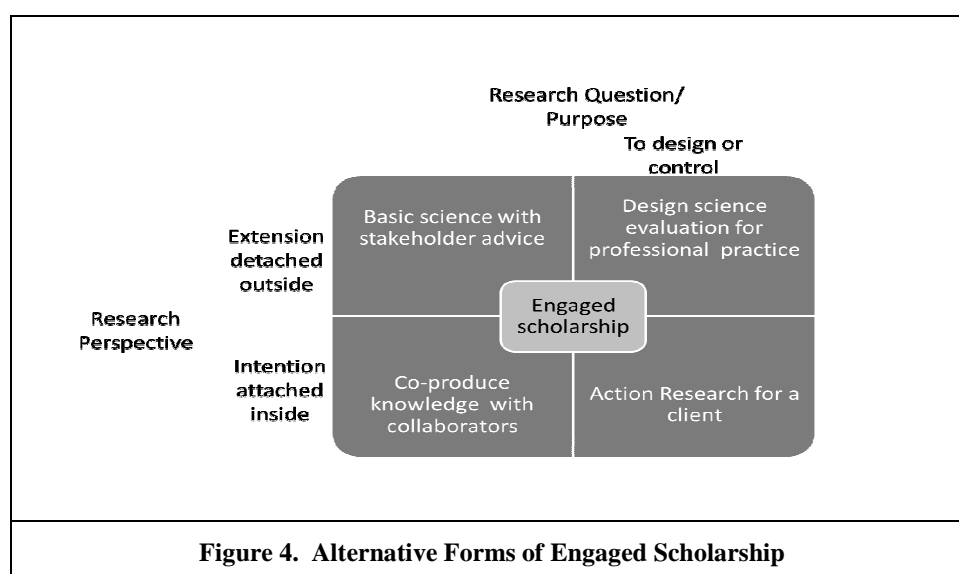 Research Question/
Purpose
To design or
control
Extension
detached
outside
Basic science with
stakeholder advice
Design science
evaluation for
professional practice
Engaged
scholarship
Research
Perspective
Intention
attached
inside
Co-produce
knowledge with
collaborators
Action Research for a
client
Figure 4. Alternative Forms of Engaged Scholarship